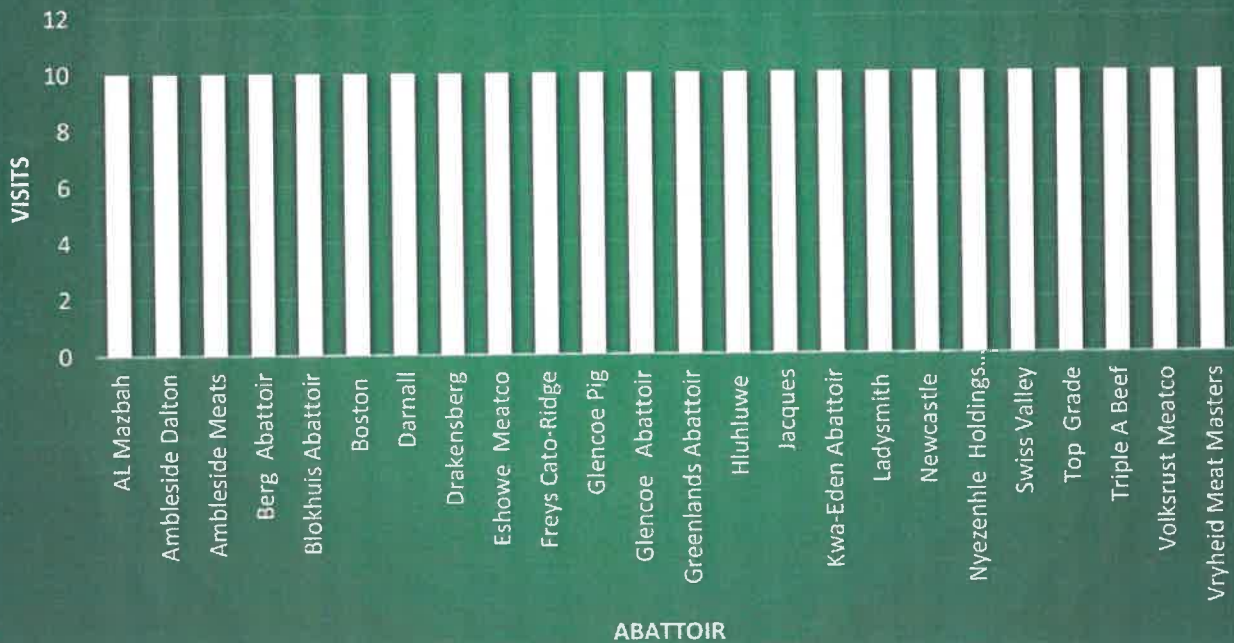 12
10
8
6
4
2
0
VISITS
AL Mazbah
Ambleside Dalton
Ambleside Meats
Berg Abattoir
Blokhuis Abattoir
Boston
Darnall
Drakensberg
Eshowe Meatco
Freys Cato-Ridge
Glencoe Pig
Glencoe Abattoir
Greenlands Abattoir
Hluhluwe
Jacques
Kwa-Eden Abattoir
Ladysmith
Newcastle
Nyezenhle Holdings...
Swiss Valley
Top Grade
Triple A Beef
Volksrust Meatco
Vryheid Meat Masters
ABATTOIR